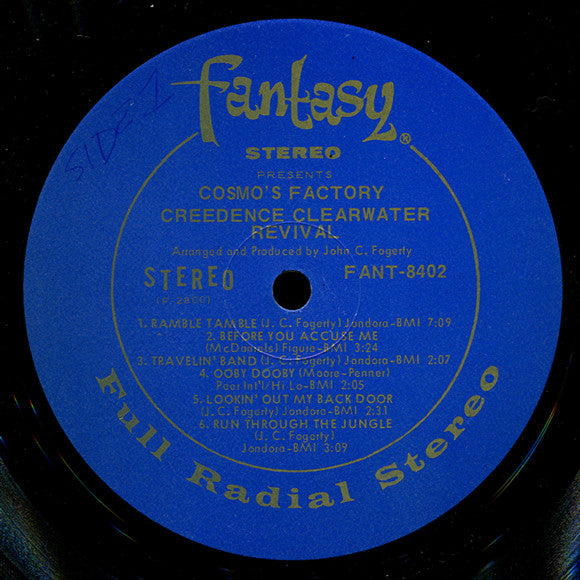 SIDE 1
fantasy®
STEREO
PRESENTS
COSMO'S FACTORY
CREEDENCE CLEARWATER
REVIVAL
Arranged and Produced by John C. Fogerty
STEREO FANT-8402
(P-2800)
1. RAMBLE TAMBLE (J. C. Fogerty) Jondora-BMI 7:09
2. BEFORE YOU ACCUSE ME
(McDaniels) Figure-BMI 3:24
3. TRAVELIN' BAND (J. C. Fogerty) Jondora-BMI 2:07
4. OOBY DOOBY (Moore-Penner)
Peer Int'l/Hi Lo-BMI 2:05
5. LOOKIN' OUT MY BACK DOOR
(J. C. Fogerty) Jondora-BMI 2:31
6. RUN THROUGH THE JUNGLE
(J. C. Fogerty)
Jondora-BMI 3:09
Full Radial Stereo